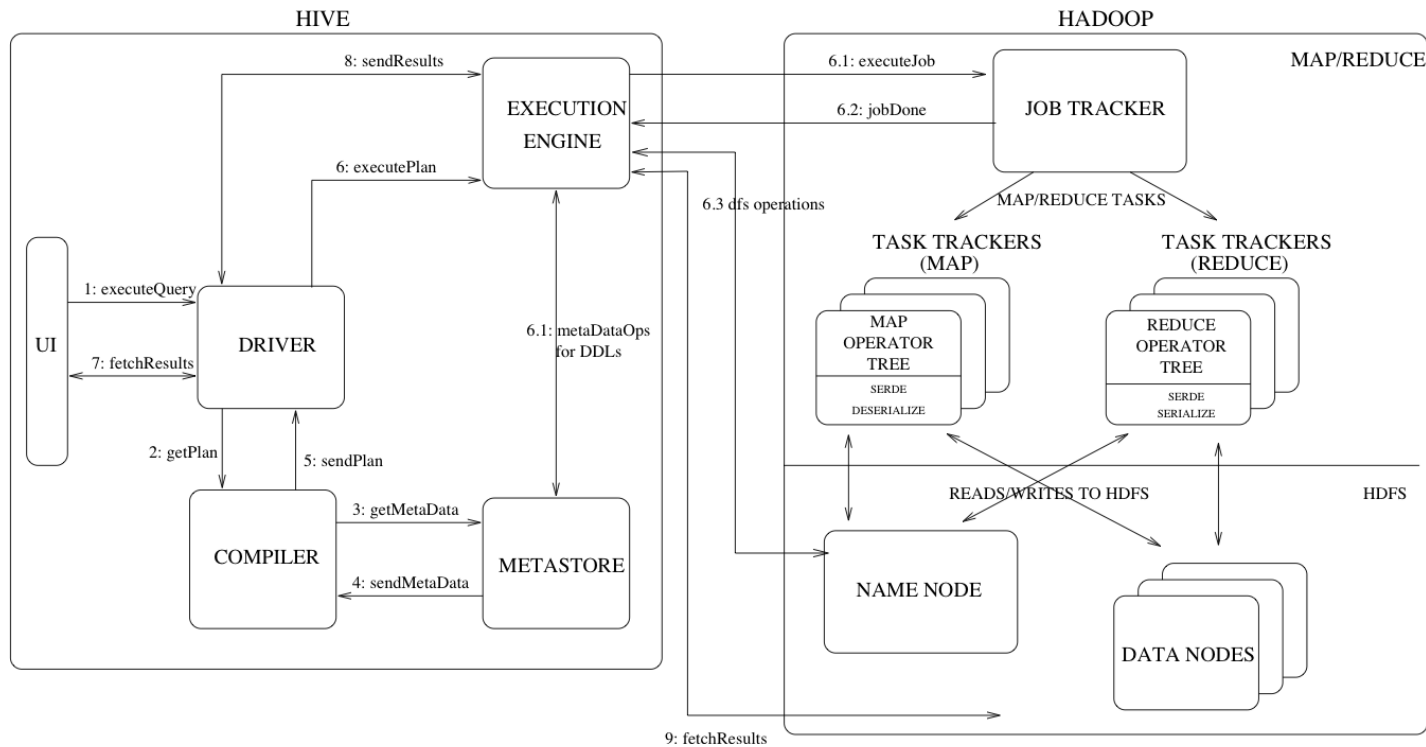 HIVE
HADOOP
MAP/REDUCE
8: sendResults
6.1: executeJob
EXECUTION
ENGINE
6.2: jobDone
JOB TRACKER
6: executePlan
6.3 dfs operations
MAP/REDUCE TASKS
TASK TRACKERS
(MAP)
TASK TRACKERS
(REDUCE)
1: executeQuery
UI
DRIVER
7: fetchResults
6.1: metaDataOps
for DDLs
MAP
OPERATOR
TREE
SERDE
DESERIALIZE
REDUCE
OPERATOR
TREE
SERDE
SERIALIZE
2: getPlan
5: sendPlan
READS/WRITES TO HDFS
HDFS
3: getMetaData
COMPILER
METASTORE
4: sendMetaData
NAME NODE
DATA NODES
9: fetchResults